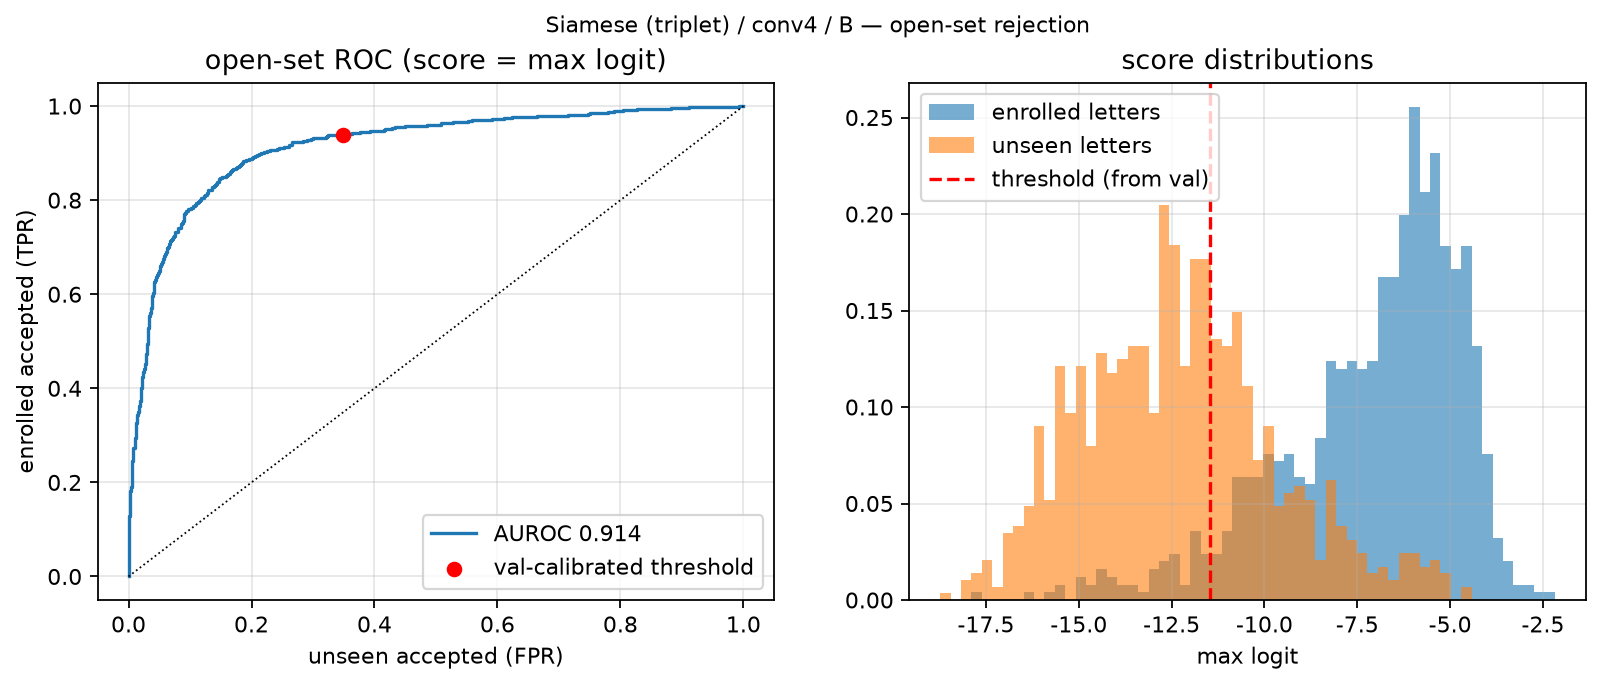 Siamese (triplet) / conv4 / B — open-set rejection
open-set ROC (score = max logit)
1.0
0.8
0.6
0.4
0.2
0.0
enrolled accepted (TPR)
AUROC 0.914
val-calibrated threshold
0.0 0.2 0.4 0.6 0.8 1.0
unseen accepted (FPR)
score distributions
enrolled letters
unseen letters
threshold (from val)
0.25
0.20
0.15
0.10
0.05
0.00
-17.5 -15.0 -12.5 -10.0 -7.5 -5.0 -2.5
max logit